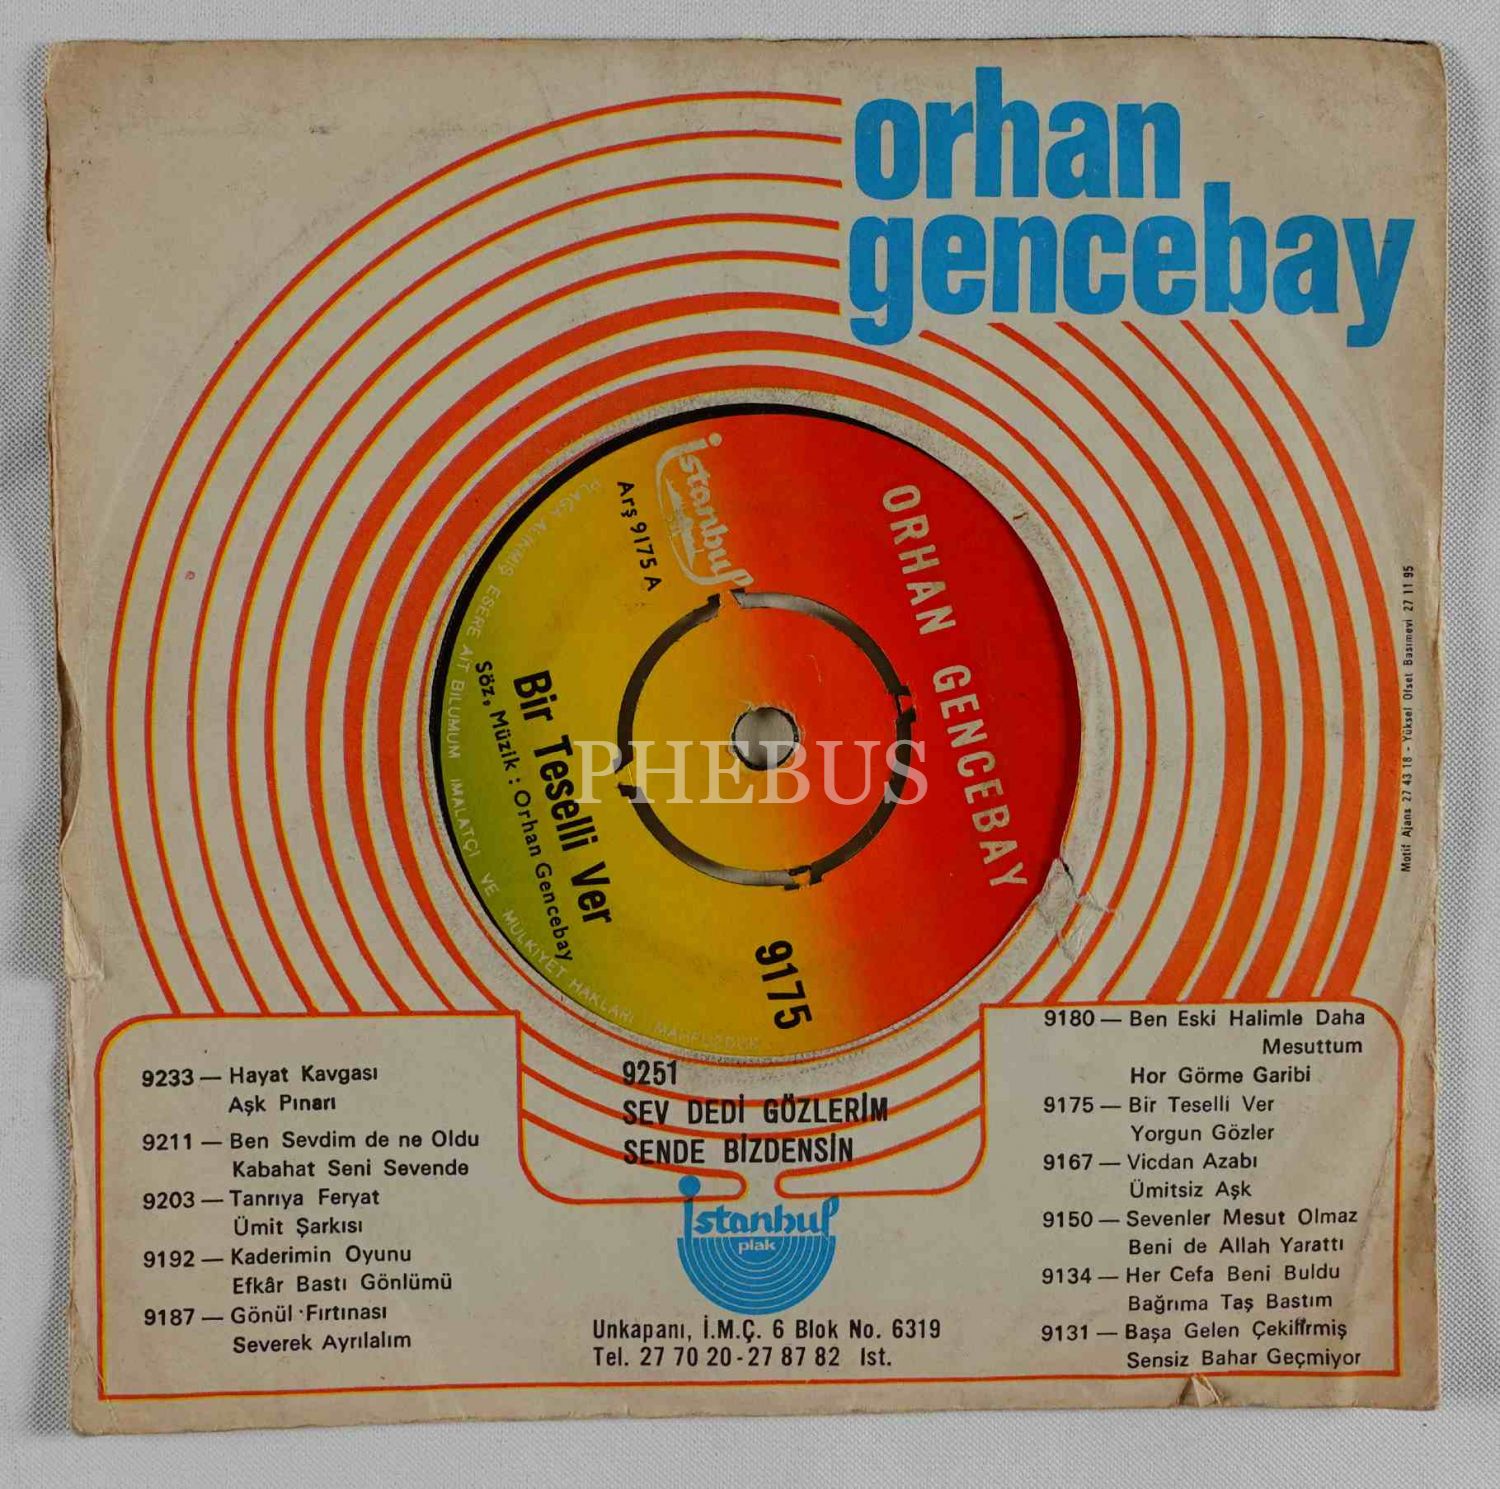 orhan
gencebay
ORHAN GENCEBAY
istanbul
Arş 9175 A
PLAĞA ALINMIŞ ESERE AİT BİLUMUM İMALATÇI VE MÜLKİYET HAKLARI MAHFUZDUR
Bir Teselli Ver
Söz, Müzik : Orhan Gencebay
9175
PHEBUS
Motif Ajans 27 43 18 - Yüksel Ofset Basımevi 27 11 95
9233 — Hayat Kavgası
Aşk Pınarı
9211 — Ben Sevdim de ne Oldu
Kabahat Seni Sevende
9203 — Tanrıya Feryat
Ümit Şarkısı
9192 — Kaderimin Oyunu
Efkâr Bastı Gönlümü
9187 — Gönül Fırtınası
Severek Ayrılalım
9251
SEV DEDİ GÖZLERİM
SENDE BİZDENSİN
istanbul
plak
Unkapanı, İ.M.Ç. 6 Blok No. 6319
Tel. 27 70 20 - 27 87 82 Ist.
9180 — Ben Eski Halimle Daha
Mesuttum
Hor Görme Garibi
9175 — Bir Teselli Ver
Yorgun Gözler
9167 — Vicdan Azabı
Ümitsiz Aşk
9150 — Sevenler Mesut Olmaz
Beni de Allah Yarattı
9134 — Her Cefa Beni Buldu
Bağrıma Taş Bastım
9131 — Başa Gelen Çekilirmiş
Sensiz Bahar Geçmiyor